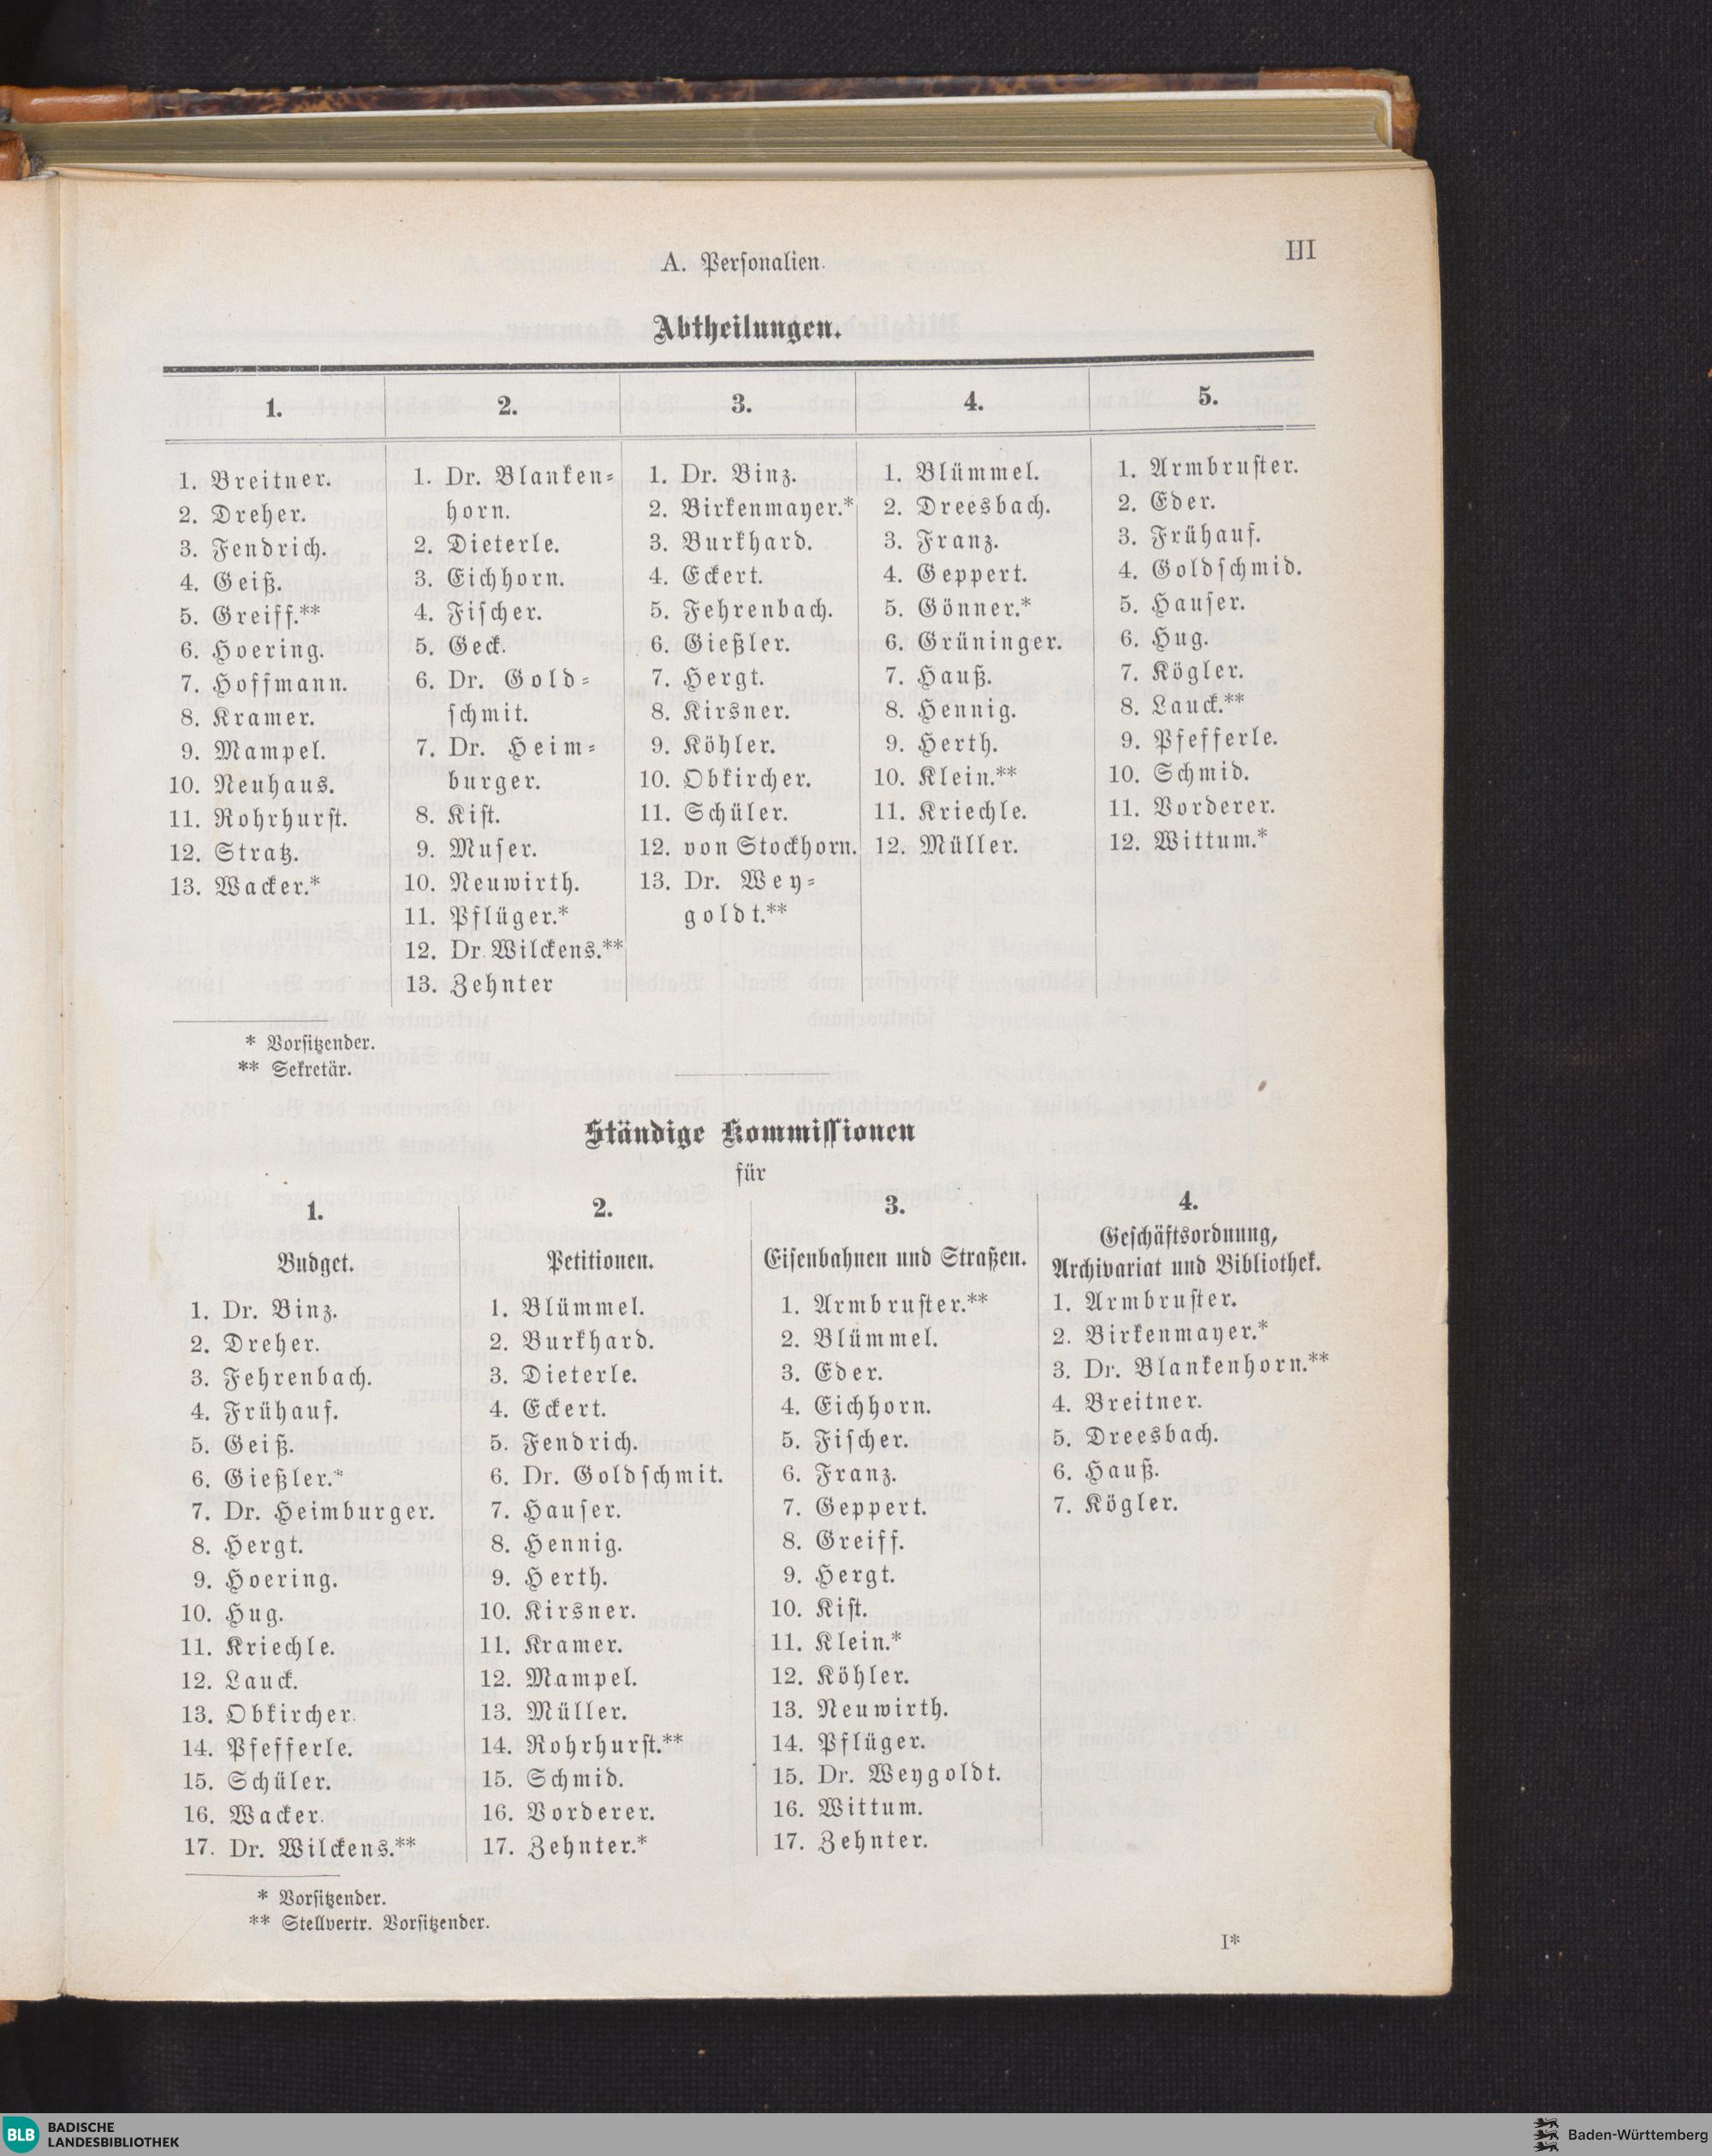 A. Personalien.
III
Abtheilungen.
1.
1. Breitner.
2. Dreher.
3. Fendrich.
4. Geiß.
5. Greiff.**
6. Hoering.
7. Hoffmann.
8. Kramer.
9. Mampel.
10. Neuhaus.
11. Rohrhurst.
12. Stratz.
13. Wacker.*
2.
1. Dr. Blanken-
horn.
2. Dieterle.
3. Eichhorn.
4. Fischer.
5. Geck.
6. Dr. Gold-
schmit.
7. Dr. Heim-
burger.
8. Kist.
9. Muser.
10. Neuwirth.
11. Pflüger.*
12. Dr. Wilckens.**
13. Zehnter
3.
1. Dr. Binz.
2. Birkenmayer.*
3. Burkhard.
4. Eckert.
5. Fehrenbach.
6. Gießler.
7. Hergt.
8. Kirsner.
9. Köhler.
10. Obkircher.
11. Schüler.
12. von Stockhorn.
13. Dr. Wey-
goldt.**
4.
1. Blümmel.
2. Dreesbach.
3. Franz.
4. Geppert.
5. Gönner.*
6. Grüninger.
7. Hauß.
8. Hennig.
9. Herth.
10. Klein.**
11. Kriechle.
12. Müller.
5.
1. Armbruster.
2. Eder.
3. Frühauf.
4. Goldschmid.
5. Hauser.
6. Hug.
7. Kögler.
8. Lauck.**
9. Pfefferle.
10. Schmid.
11. Vorderer.
12. Wittum.*
* Vorsitzender.
** Sekretär.
Ständige Kommissionen
für
1.
Budget.
1. Dr. Binz.
2. Dreher.
3. Fehrenbach.
4. Frühauf.
5. Geiß.
6. Gießler.*
7. Dr. Heimburger.
8. Hergt.
9. Hoering.
10. Hug.
11. Kriechle.
12. Lauck.
13. Obkircher.
14. Pfefferle.
15. Schüler.
16. Wacker.
17. Dr. Wilckens.**
2.
Petitionen.
1. Blümmel.
2. Burkhard.
3. Dieterle.
4. Eckert.
5. Fendrich.
6. Dr. Goldschmit.
7. Hauser.
8. Hennig.
9. Herth.
10. Kirsner.
11. Kramer.
12. Mampel.
13. Müller.
14. Rohrhurst.**
15. Schmid.
16. Vorderer.
17. Zehnter.*
3.
Eisenbahnen und Straßen.
1. Armbruster.**
2. Blümmel.
3. Eder.
4. Eichhorn.
5. Fischer.
6. Franz.
7. Geppert.
8. Greiff.
9. Hergt.
10. Kist.
11. Klein.*
12. Köhler.
13. Neuwirth.
14. Pflüger.
15. Dr. Weygoldt.
16. Wittum.
17. Zehnter.
4.
Geschäftsordnung,
Archivariat und Bibliothek.
1. Armbruster.
2. Birkenmayer.*
3. Dr. Blankenhorn.**
4. Breitner.
5. Dreesbach.
6. Hauß.
7. Kögler.
* Vorsitzender.
** Stellvertr. Vorsitzender.
I*
BLB
BADISCHE
LANDESBIBLIOTHEK
Baden-Württemberg